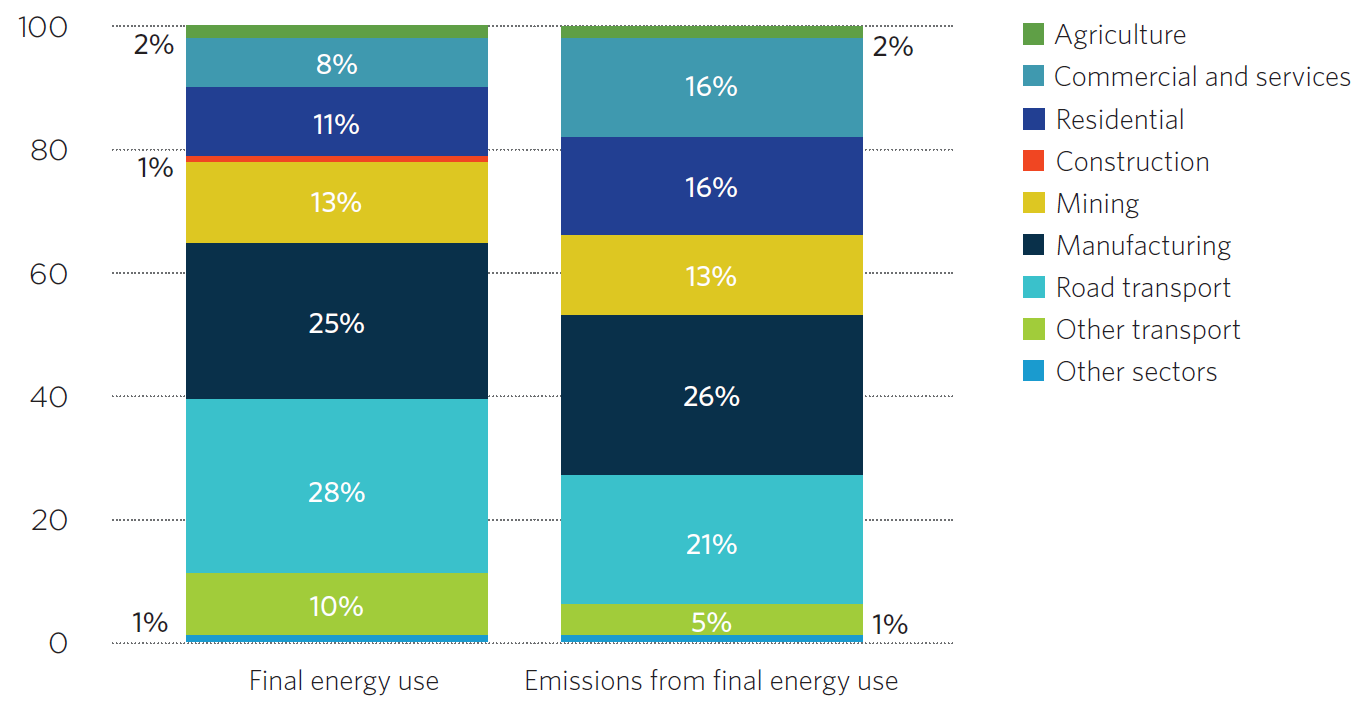 100
80
60
40
20
0
2%
8%
11%
1%
13%
25%
28%
10%
1%
2%
16%
16%
13%
26%
21%
5%
1%
Final energy use
Emissions from final energy use
Agriculture
Commercial and services
Residential
Construction
Mining
Manufacturing
Road transport
Other transport
Other sectors